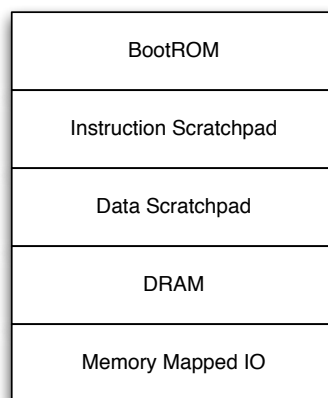 BootROM
Instruction Scratchpad
Data Scratchpad
DRAM
Memory Mapped IO